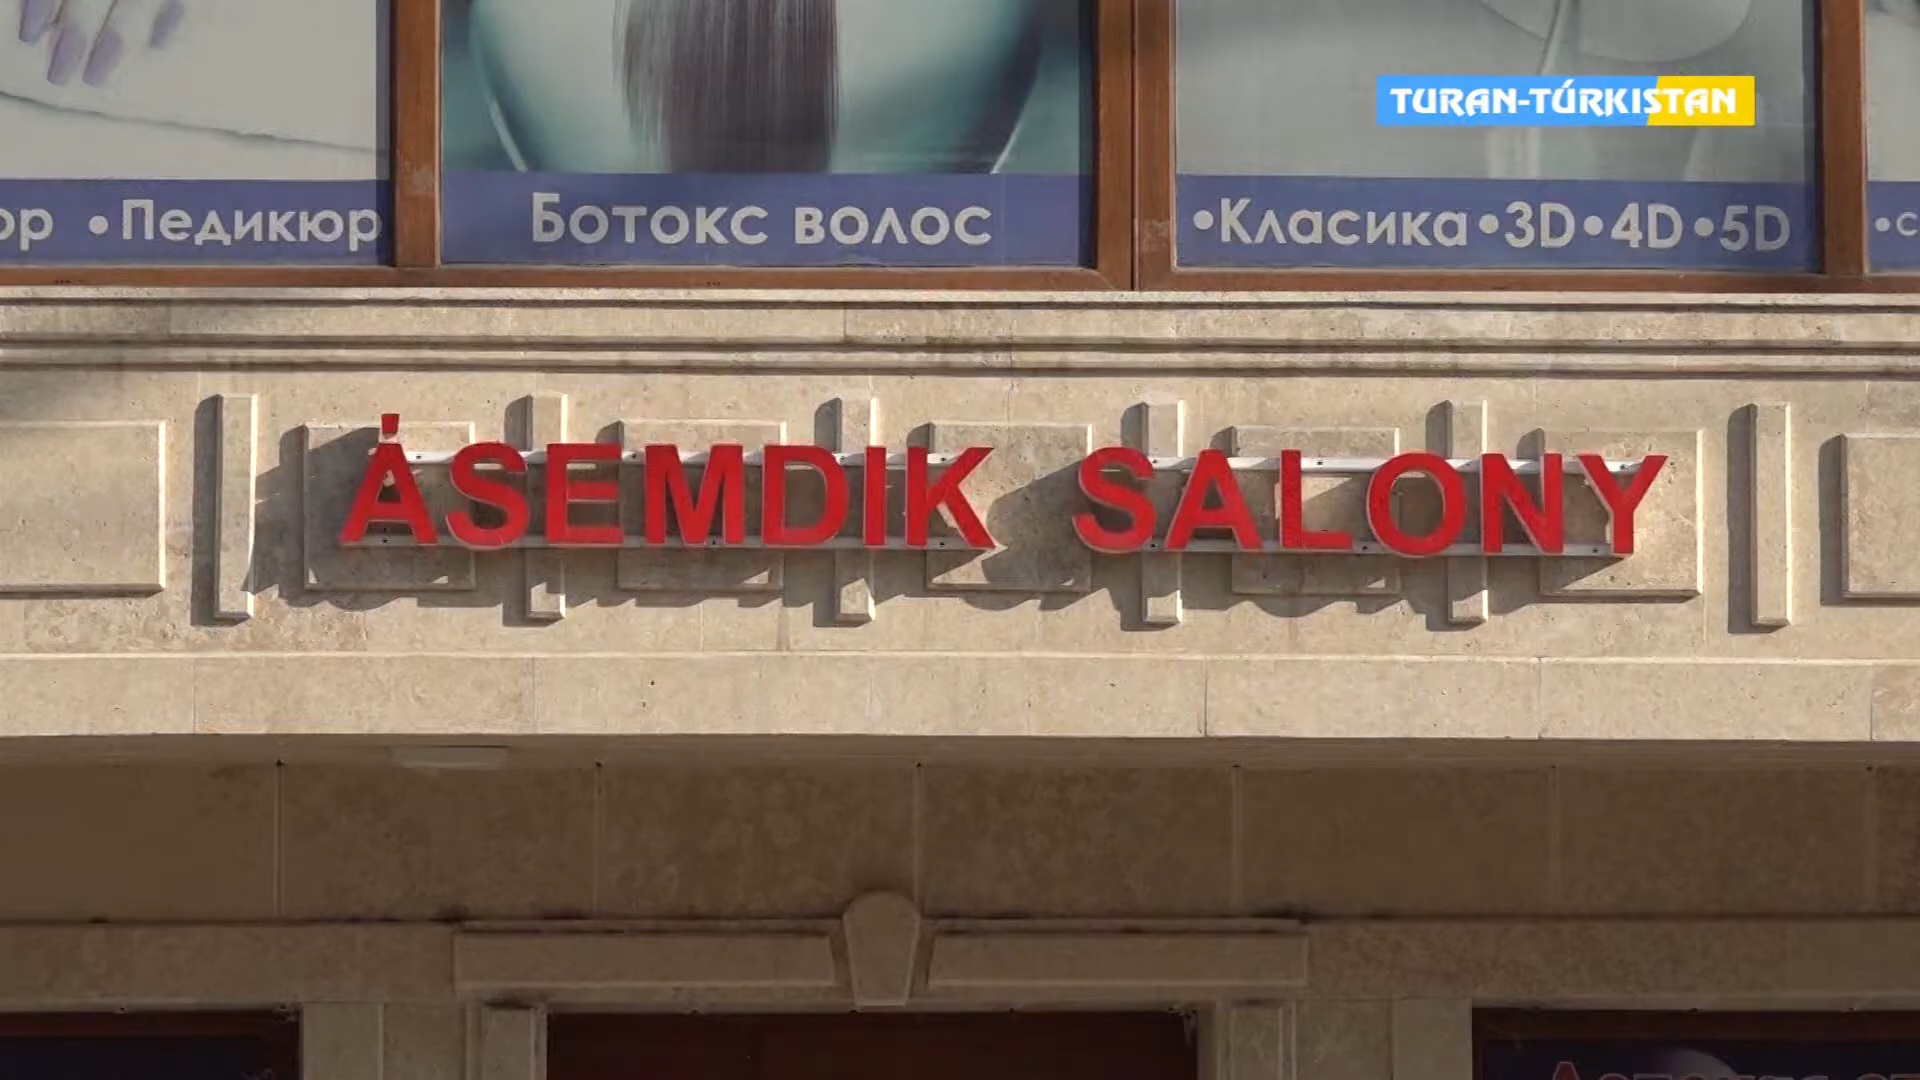 TURAN-TÚRKISTAN
•Педикюр
Ботокс волос
•Класика•3D•4D•5D
ÁSEMDIK SALONY